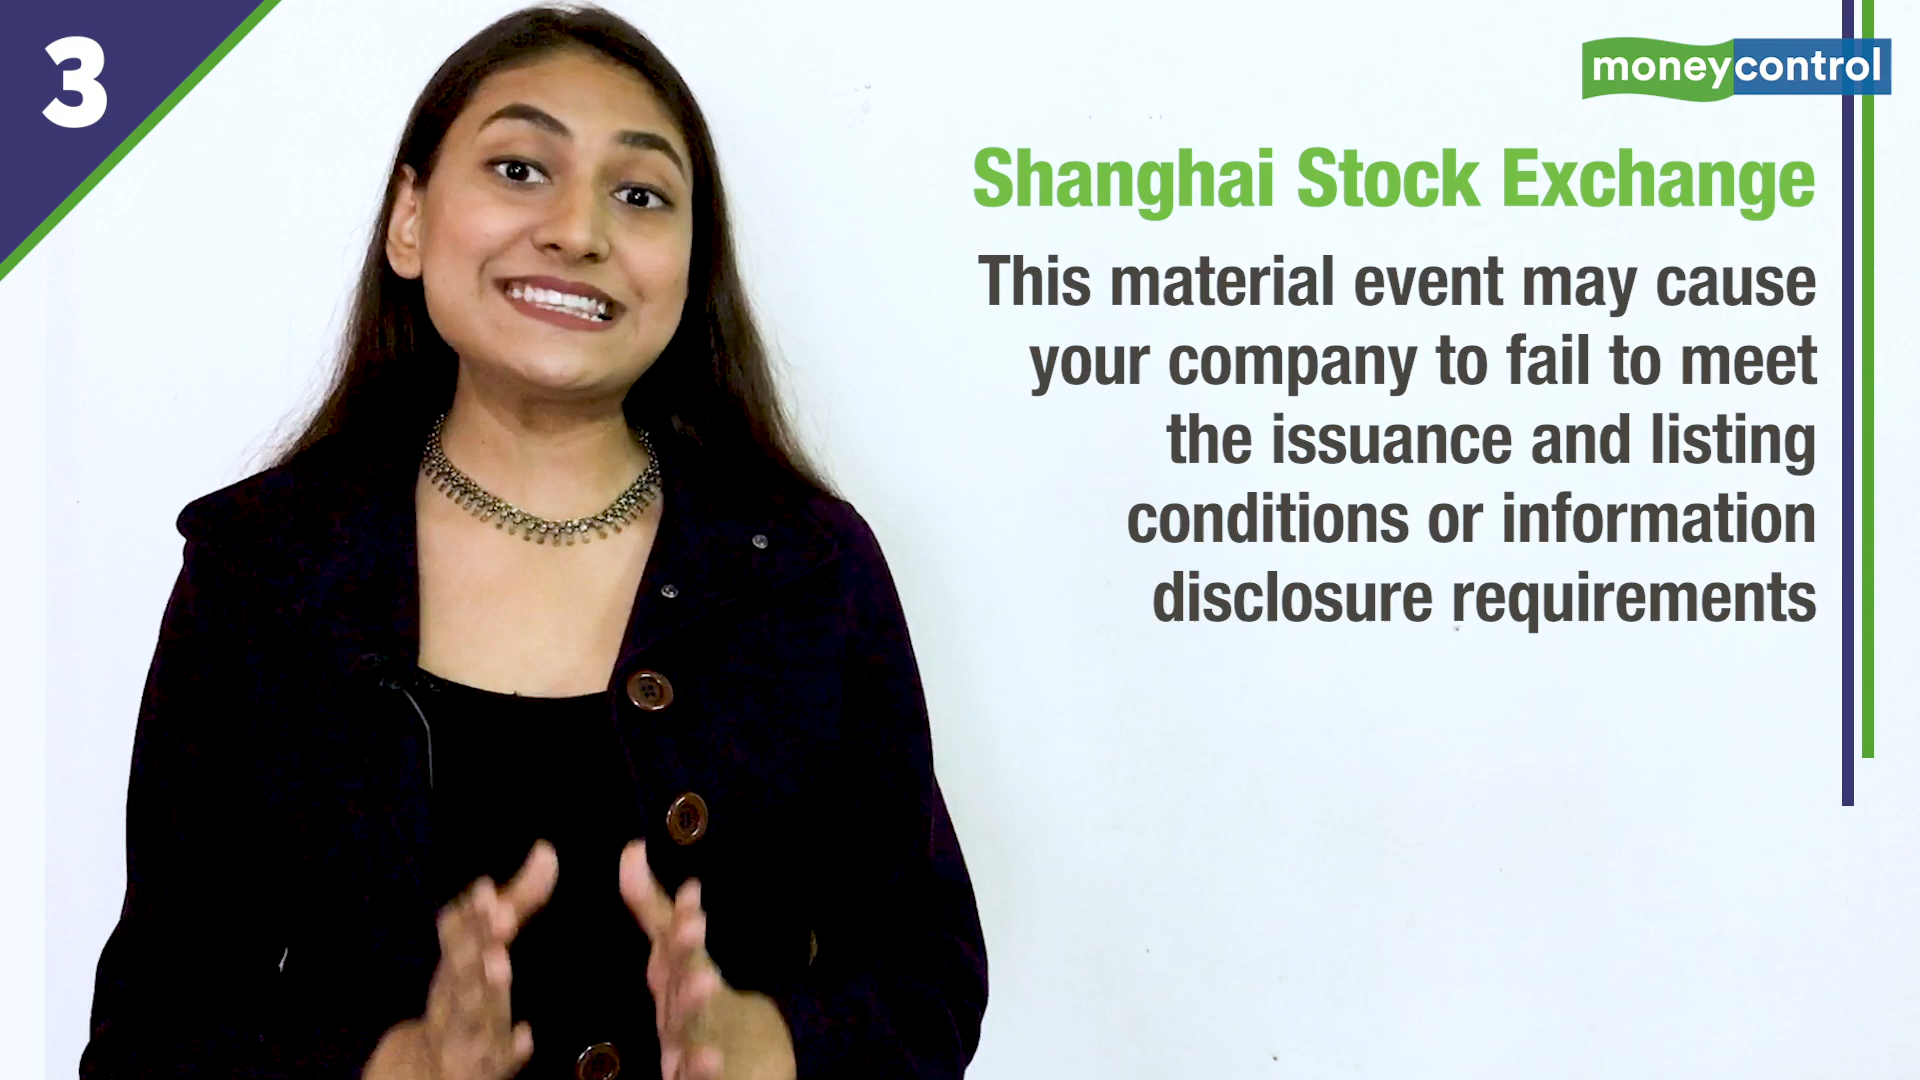 3
moneycontrol
Shanghai Stock Exchange
This material event may cause
your company to fail to meet
the issuance and listing
conditions or information
disclosure requirements